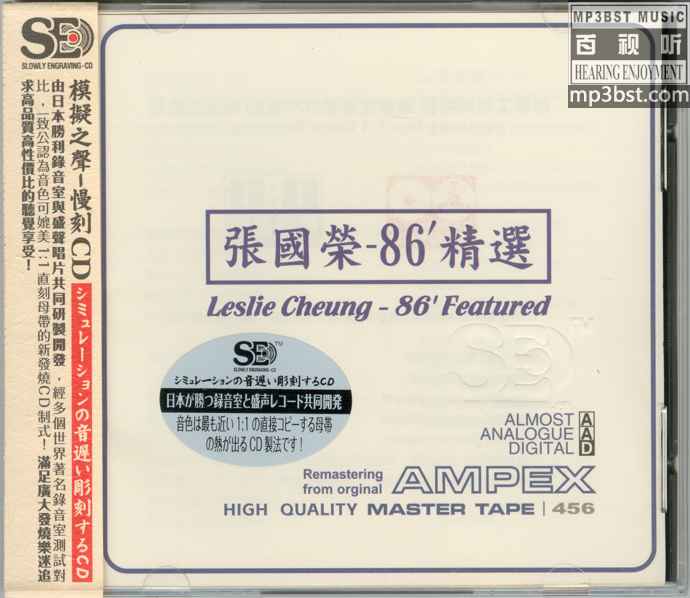 SED
SLOWLY ENGRAVING-CD
模擬之聲-慢刻CD
シミュレーションの音遅い彫刻するCD
由日本勝利錄音室與盛聲唱片共同研製開發，經多個世界著名錄音室測試對
比，一致公認為音色可媲美1:1直刻母帶的新發燒CD制式！滿足廣大發燒樂迷追
求高品質高性價比的聽覺享受！
MP3BST MUSIC
百视听
HEARING ENJOYMENT
mp3bst.com
張國榮-86'精選
Leslie Cheung - 86' Featured
SED TM
SLOWLY ENGRAVING-CD
シミュレーションの音遅い彫刻するCD
日本が勝つ録音室と盛声レコード共同開発
音色は最も近い1:1の直接コピーする母帯
の熱が出るCD製法です！
SED
ALMOST A
ANALOGUE A
DIGITAL D
Remastering
from orginal AMPEX
HIGH QUALITY MASTER TAPE | 456